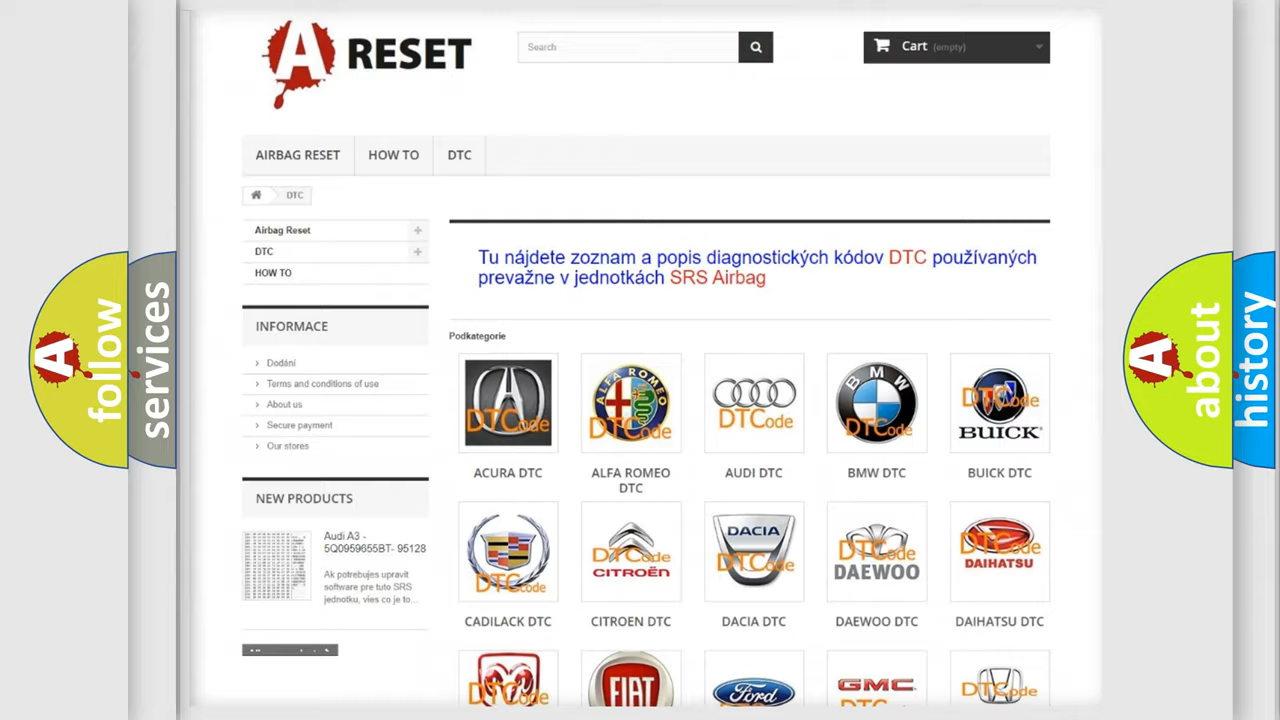 A RESET
Search
Cart (empty)
AIRBAG RESET
HOW TO
DTC
DTC
Airbag Reset
DTC
HOW TO
Tu nájdete zoznam a popis diagnostických kódov DTC používaných
prevažne v jednotkách SRS Airbag
INFORMACE
Dodání
Terms and conditions of use
About us
Secure payment
Our stores
NEW PRODUCTS
Audi A3 -
5Q0959655BT- 95128
Ak potrebujes upravit
software pre tuto SRS
jednotku, vies co je to...
Podkategorie
DTCode
ALFA ROMEO
DTCode
DTCode
BMW
DTCode
DTCode
BUICK
ACURA DTC
ALFA ROMEO
DTC
AUDI DTC
BMW DTC
BUICK DTC
DTCode
DTCode
CITROËN
DACIA
DTCode
DTCode
DAEWOO
DTCode
DAIHATSU
CADILACK DTC
CITROEN DTC
DACIA DTC
DAEWOO DTC
DAIHATSU DTC
DTCode
FIAT
Ford
GMC
DTCode
A follow
services
A about
history